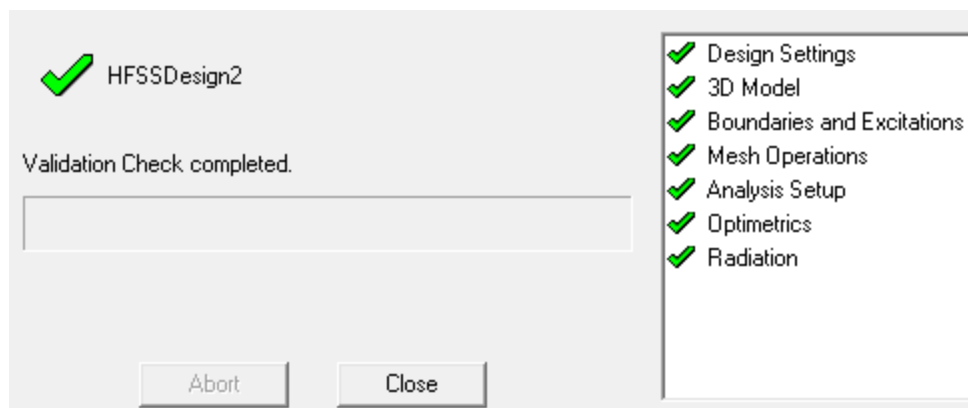 HFSSDesign2
Validation Check completed.
Abort
Close
Design Settings
3D Model
Boundaries and Excitations
Mesh Operations
Analysis Setup
Optimetrics
Radiation